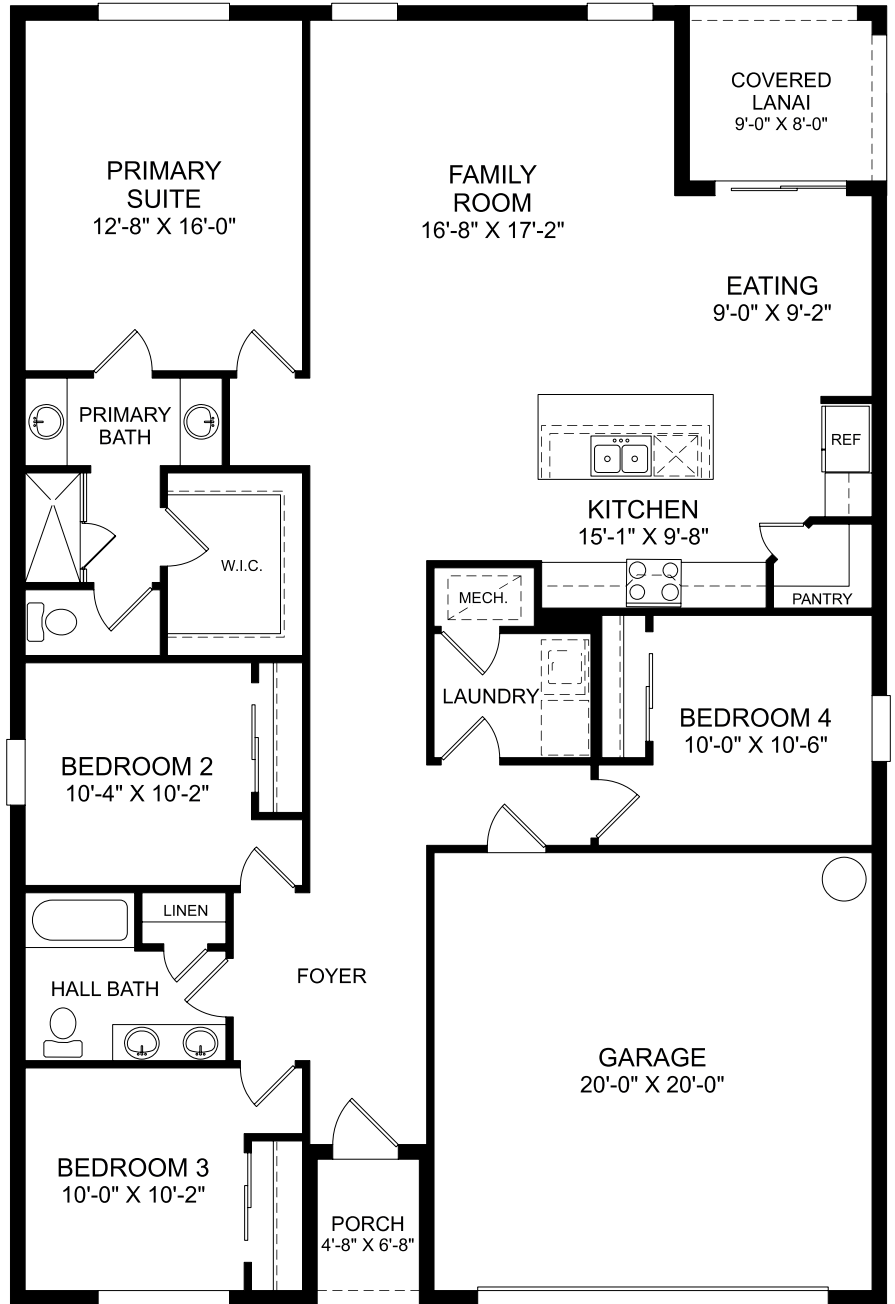 COVERED
LANAI
9'-0" X 8'-0"
PRIMARY
SUITE
12'-8" X 16'-0"
FAMILY
ROOM
16'-8" X 17'-2"
EATING
9'-0" X 9'-2"
PRIMARY
BATH
REF
KITCHEN
15'-1" X 9'-8"
W.I.C.
MECH.
PANTRY
LAUNDRY
BEDROOM 4
10'-0" X 10'-6"
BEDROOM 2
10'-4" X 10'-2"
LINEN
HALL BATH
FOYER
GARAGE
20'-0" X 20'-0"
BEDROOM 3
10'-0" X 10'-2"
PORCH
4'-8" X 6'-8"